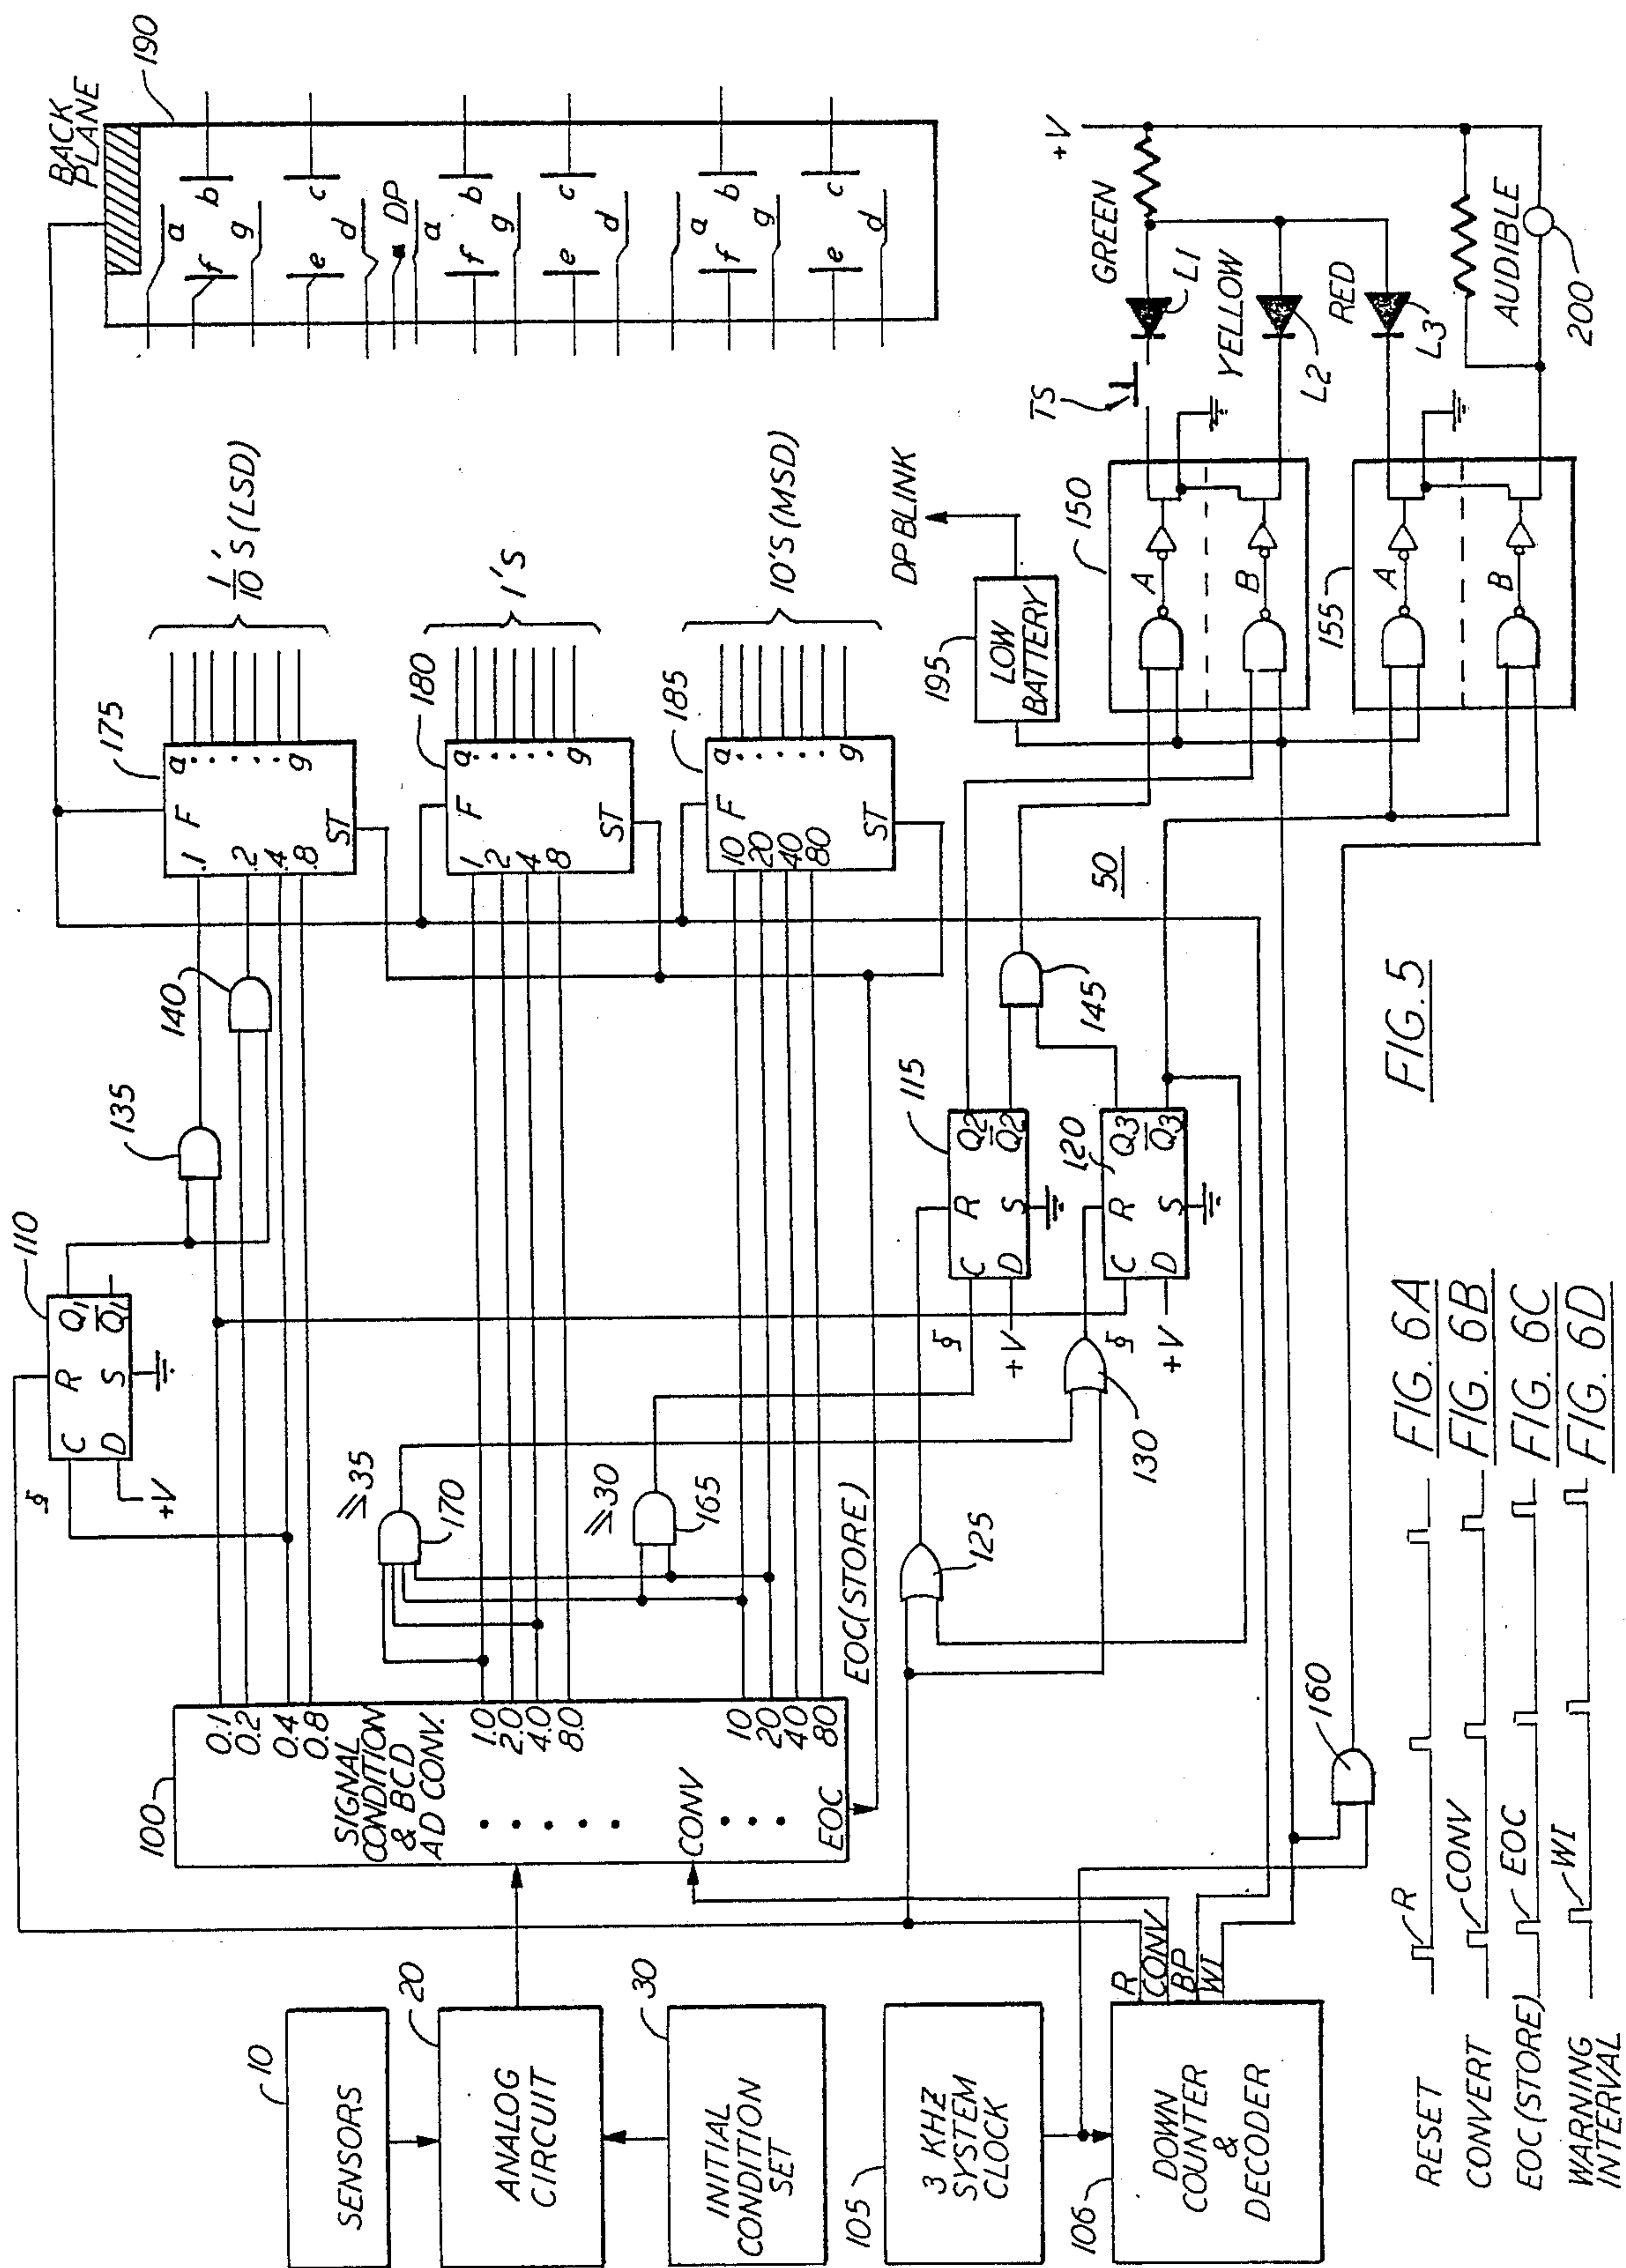 10
SENSORS
20
ANALOG
CIRCUIT
30
INITIAL
CONDITION
SET
105
3 KHZ
SYSTEM
CLOCK
106
DOWN
COUNTER
&
DECODER
R
CONV
BP
WI
100
SIGNAL
CONDITION
& BCD
AD CONV.
CONV
EOC
0.1
0.2
0.4
0.8
1.0
2.0
4.0
8.0
10
20
40
80
EOC(STORE)
160
110
C
D
R
S
Q1
Q1
+V
≥35
170
≥30
165
125
130
135
140
115
C
D
R
S
Q2
Q2
+V
120
C
D
R
S
Q3
Q3
+V
145
50
175
.1
.2
.4
.8
F
ST
a
g
1/10'S (LSD)
180
1
2
4
8
F
ST
a
g
1'S
185
10
20
40
80
F
ST
a
g
10'S (MSD)
BACK
PLANE
190
a
b
f
g
c
e
d
DP
a
b
f
g
c
e
d
a
b
f
g
c
e
d
195
LOW
BATTERY
DP BLINK
150
A
B
155
A
B
TS
GREEN
L1
YELLOW
L2
RED
L3
+V
AUDIBLE
200
FIG. 5
RESET
R
FIG. 6A
CONVERT
CONV
FIG. 6B
EOC(STORE)
EOC
FIG. 6C
WARNING
INTERVAL
WI
FIG. 6D